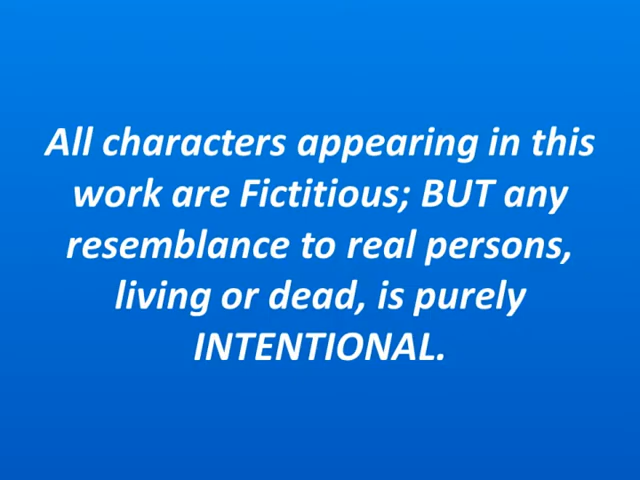 All characters appearing in this
work are Fictitious; BUT any
resemblance to real persons,
living or dead, is purely
INTENTIONAL.